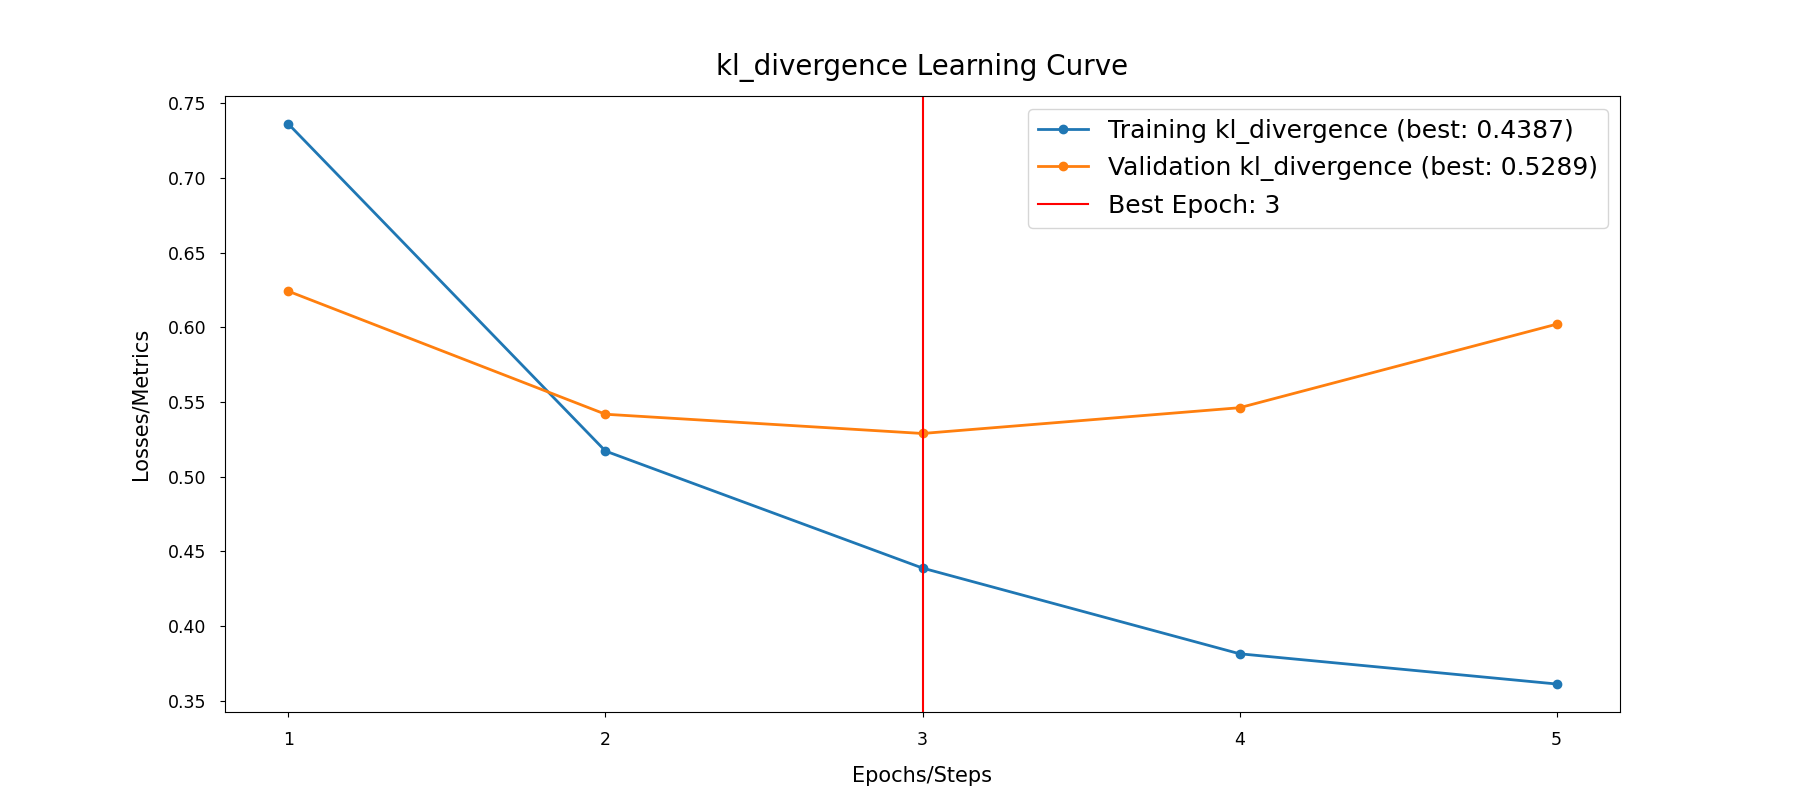 kl_divergence Learning Curve
Training kl_divergence (best: 0.4387)
Validation kl_divergence (best: 0.5289)
Best Epoch: 3
Losses/Metrics
0.75
0.70
0.65
0.60
0.55
0.50
0.45
0.40
0.35
1 2 3 4 5
Epochs/Steps